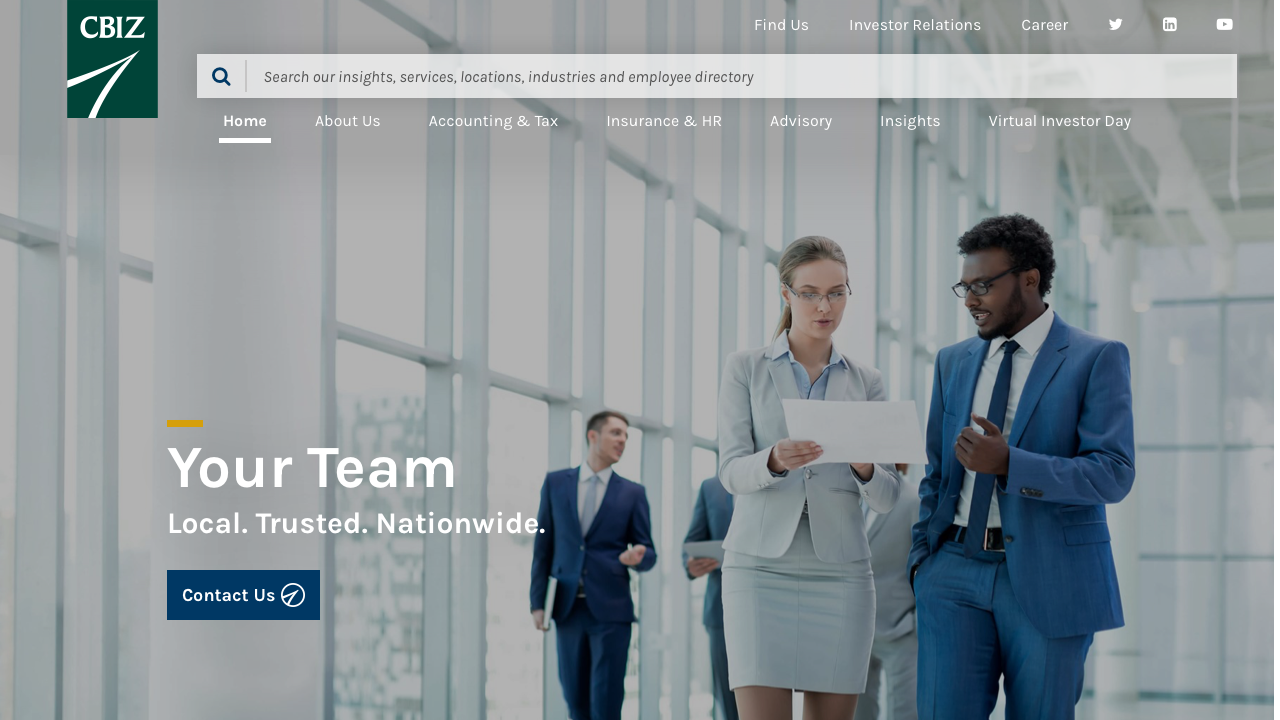 CBIZ
Find Us
Investor Relations
Career
Search our insights, services, locations, industries and employee directory
Home
About Us
Accounting & Tax
Insurance & HR
Advisory
Insights
Virtual Investor Day
Your Team
Local. Trusted. Nationwide.
Contact Us